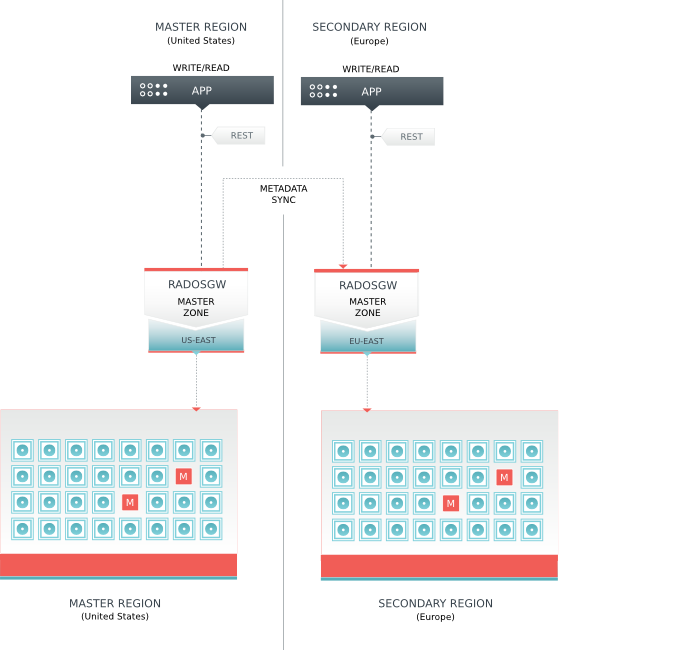 MASTER REGION
(United States)
SECONDARY REGION
(Europe)
WRITE/READ
APP
REST
WRITE/READ
APP
REST
METADATA
SYNC
RADOSGW
MASTER
ZONE
US-EAST
RADOSGW
MASTER
ZONE
EU-EAST
M
M
M
M
MASTER REGION
(United States)
SECONDARY REGION
(Europe)